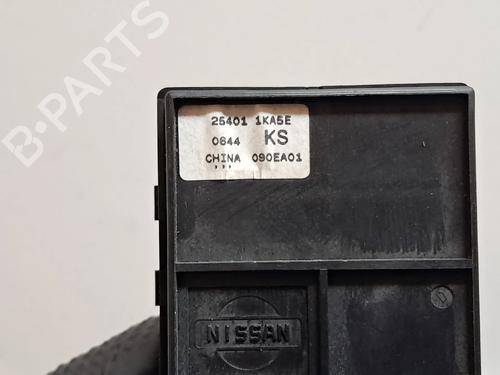 B-PARTS
25401 1KA5E
0644 KS
CHINA 090EA01
NISSAN